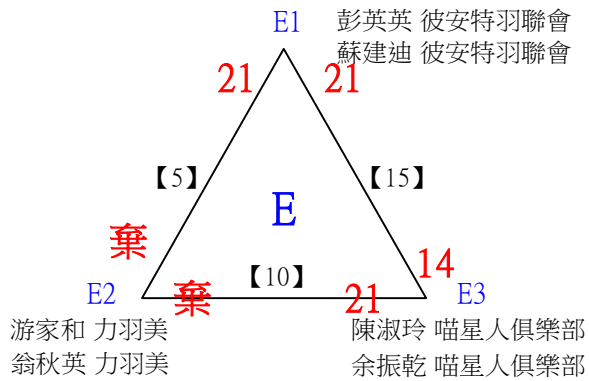 E1
彭英英 彼安特羽聯會
蘇建迪 彼安特羽聯會
21
21
【5】
【15】
E
棄
14
E2
棄
【10】
21
E3
游家和 力羽美
翁秋英 力羽美
陳淑玲 喵星人俱樂部
余振乾 喵星人俱樂部